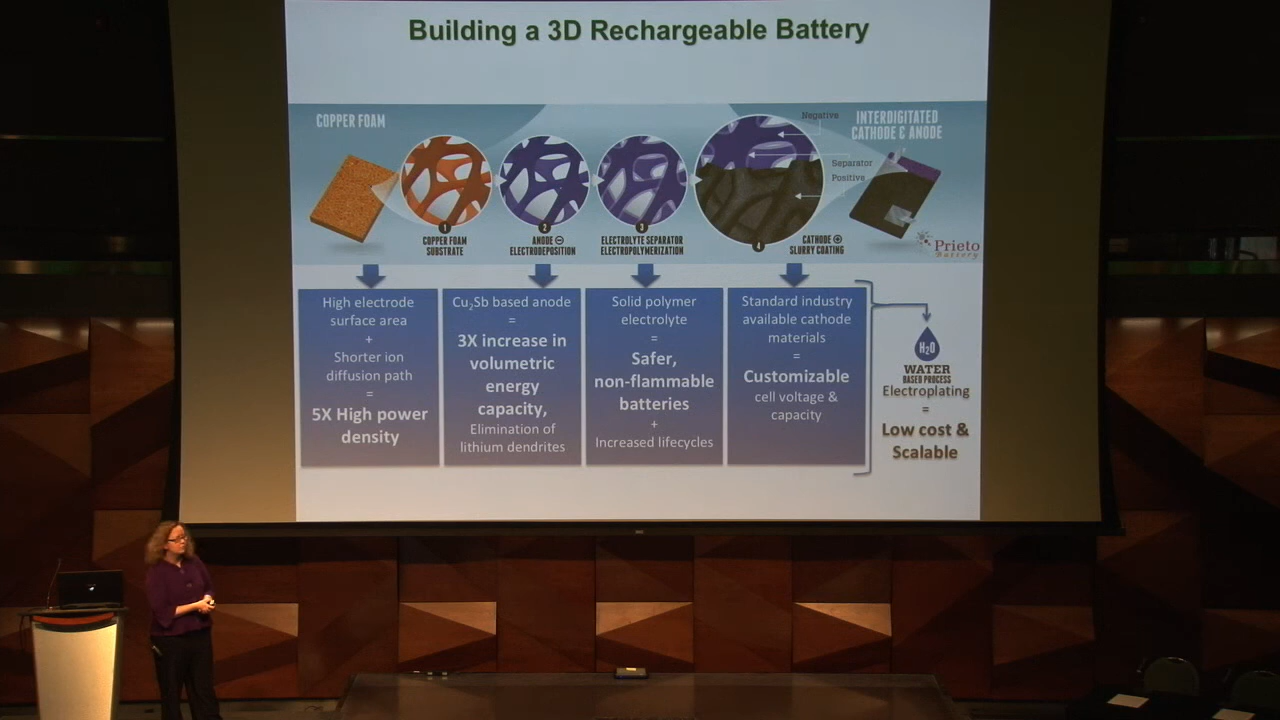 Building a 3D Rechargeable Battery
COPPER FOAM
INTERDIGITATED
CATHODE & ANODE
Negative
Separator
Positive
1
COPPER FOAM
SUBSTRATE
2
ANODE ⊖
ELECTRODEPOSITION
3
ELECTROLYTE SEPARATOR
ELECTROPOLYMERIZATION
4
CATHODE ⊕
SLURRY COATING
Prieto
Battery
High electrode
surface area
+
Shorter ion
diffusion path
=
5X High power
density
Cu₂Sb based anode
=
3X increase in
volumetric
energy
capacity,
Elimination of
lithium dendrites
Solid polymer
electrolyte
=
Safer,
non-flammable
batteries
+
Increased lifecycles
Standard industry
available cathode
materials
=
Customizable
cell voltage &
capacity
H₂O
WATER
BASED PROCESS
Electroplating
=
Low cost &
Scalable